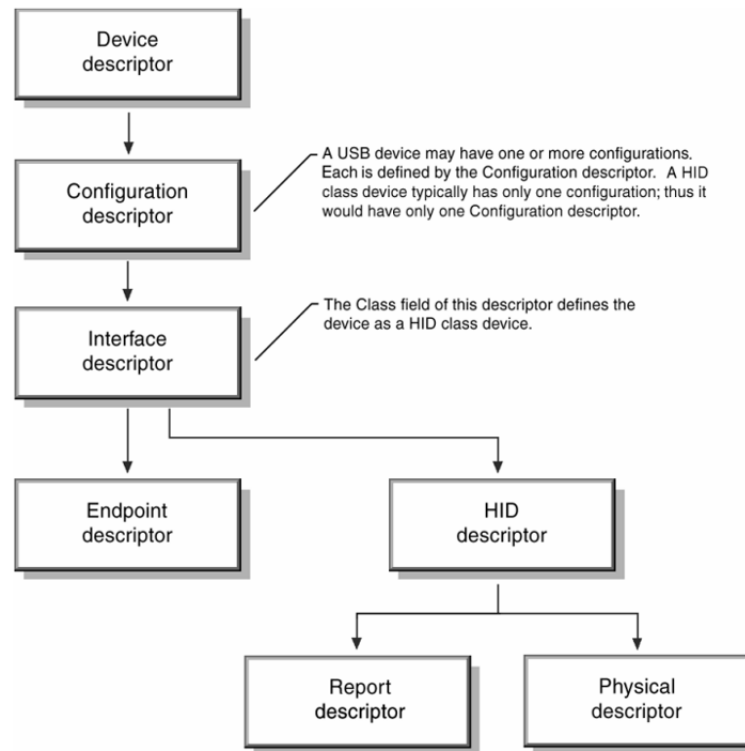 Device
descriptor
A USB device may have one or more configurations.
Each is defined by the Configuration descriptor. A HID
class device typically has only one configuration; thus it
would have only one Configuration descriptor.
Configuration
descriptor
The Class field of this descriptor defines the
device as a HID class device.
Interface
descriptor
Endpoint
descriptor
HID
descriptor
Report
descriptor
Physical
descriptor